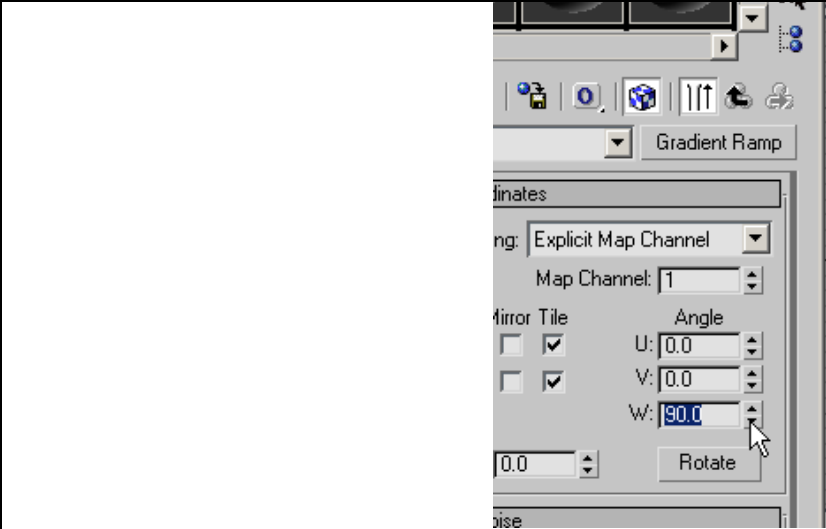 Gradient Ramp
dinates
ng: Explicit Map Channel
Map Channel: 1
Mirror Tile Angle
U: 0.0
V: 0.0
W: 90.0
0.0 Rotate
oise